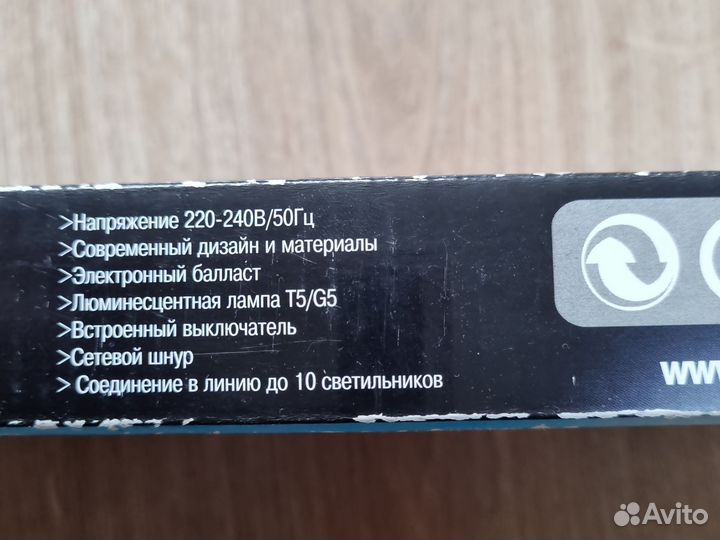 >Напряжение 220-240В/50Гц
>Современный дизайн и материалы
>Электронный балласт
>Люминесцентная лампа T5/G5
>Встроенный выключатель
>Сетевой шнур
> Соединение в линию до 10 светильников
www
Avito